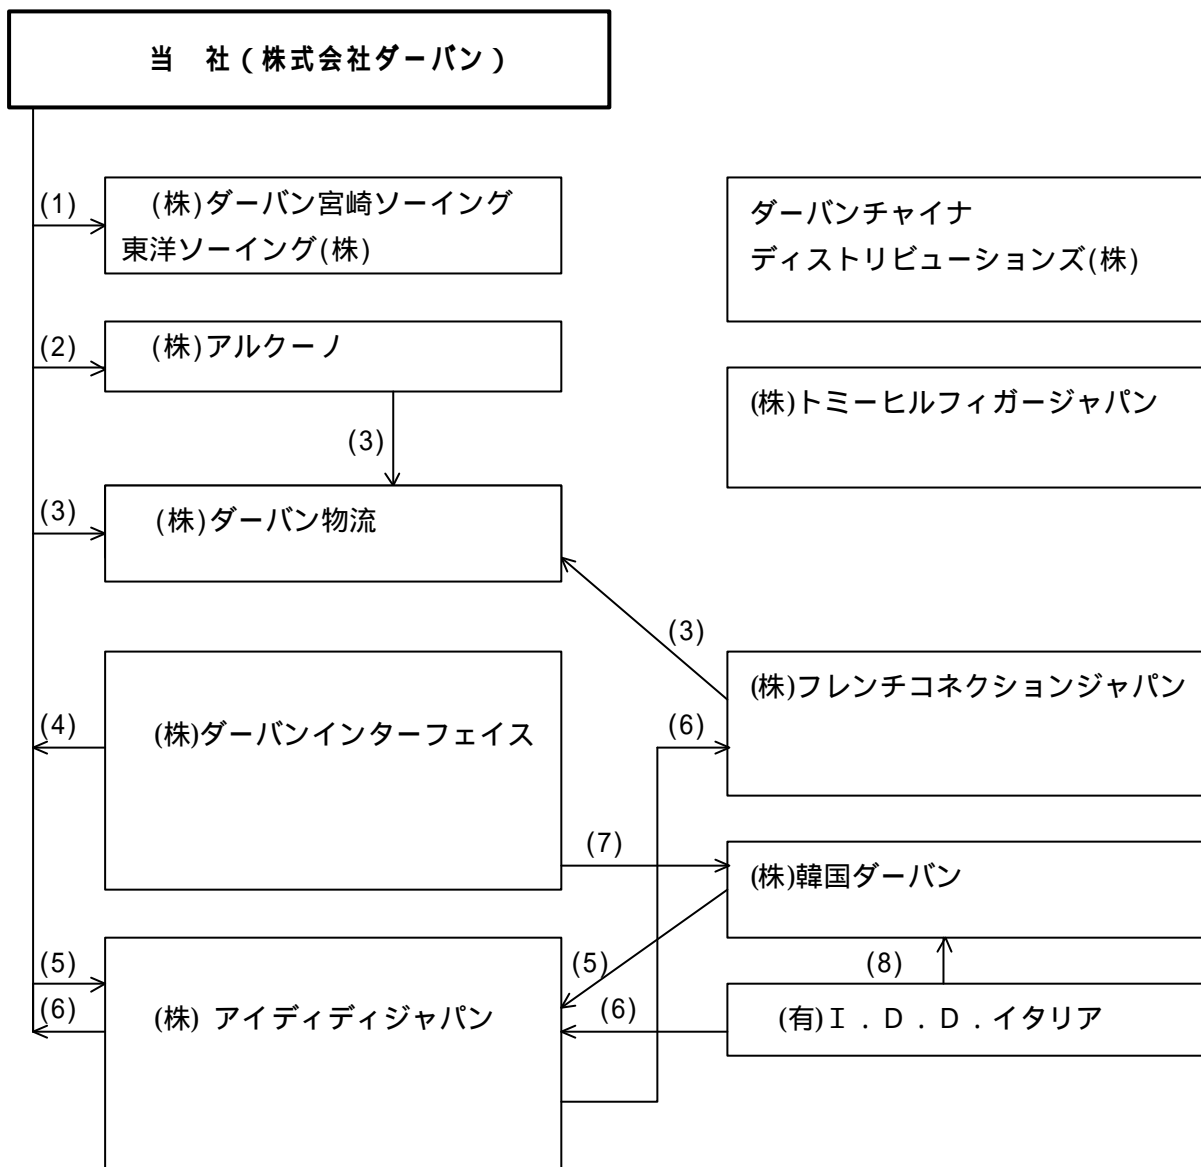 当 社（株式会社ダーバン）
(1)
(株)ダーバン宮崎ソーイング
東洋ソーイング(株)
ダーバンチャイナ
ディストリビューションズ(株)
(2)
(株)アルクーノ
(株)トミーヒルフィガージャパン
(3)
(3)
(株)ダーバン物流
(3)
(株)フレンチコネクションジャパン
(4)
(株)ダーバンインターフェイス
(6)
(7)
(株)韓国ダーバン
(5)
(5)
(8)
(6)
(株) アイディディジャパン
(6)
(有)Ｉ．Ｄ．Ｄ．イタリア